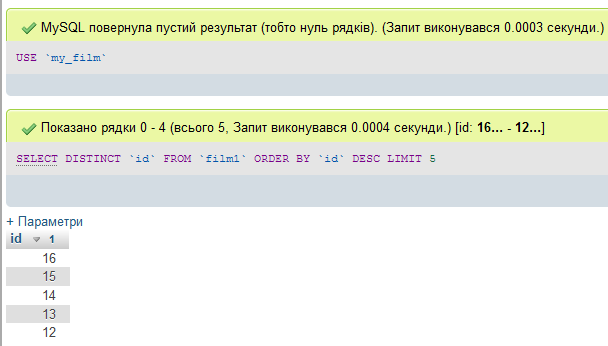 MySQL повернула пустий результат (тобто нуль рядків). (Запит виконувався 0.0003 секунди.)
USE `my_film`
Показано рядки 0 - 4 (всього 5, Запит виконувався 0.0004 секунди.) [id: 16... - 12...]
SELECT DISTINCT `id` FROM `film1` ORDER BY `id` DESC LIMIT 5
+ Параметри
id 1
16
15
14
13
12